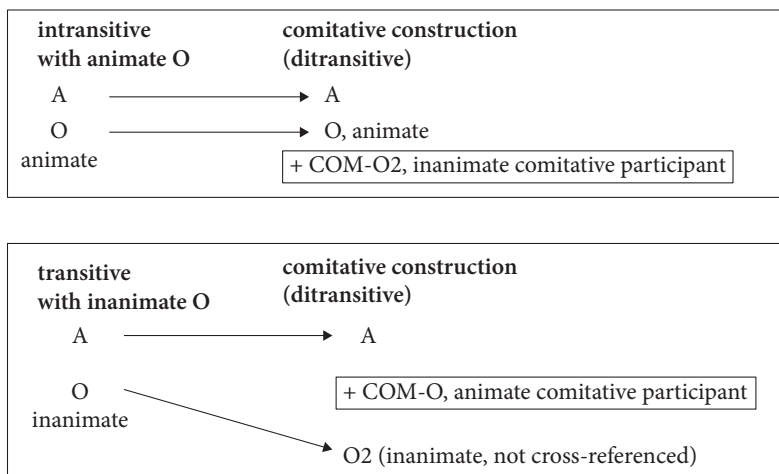 intransitive comitative construction
with animate O (ditransitive)
A A
O O, animate
animate
+ COM-O2, inanimate comitative participant
transitive comitative construction
with inanimate O (ditransitive)
A A
O + COM-O, animate comitative participant
inanimate
O2 (inanimate, not cross-referenced)